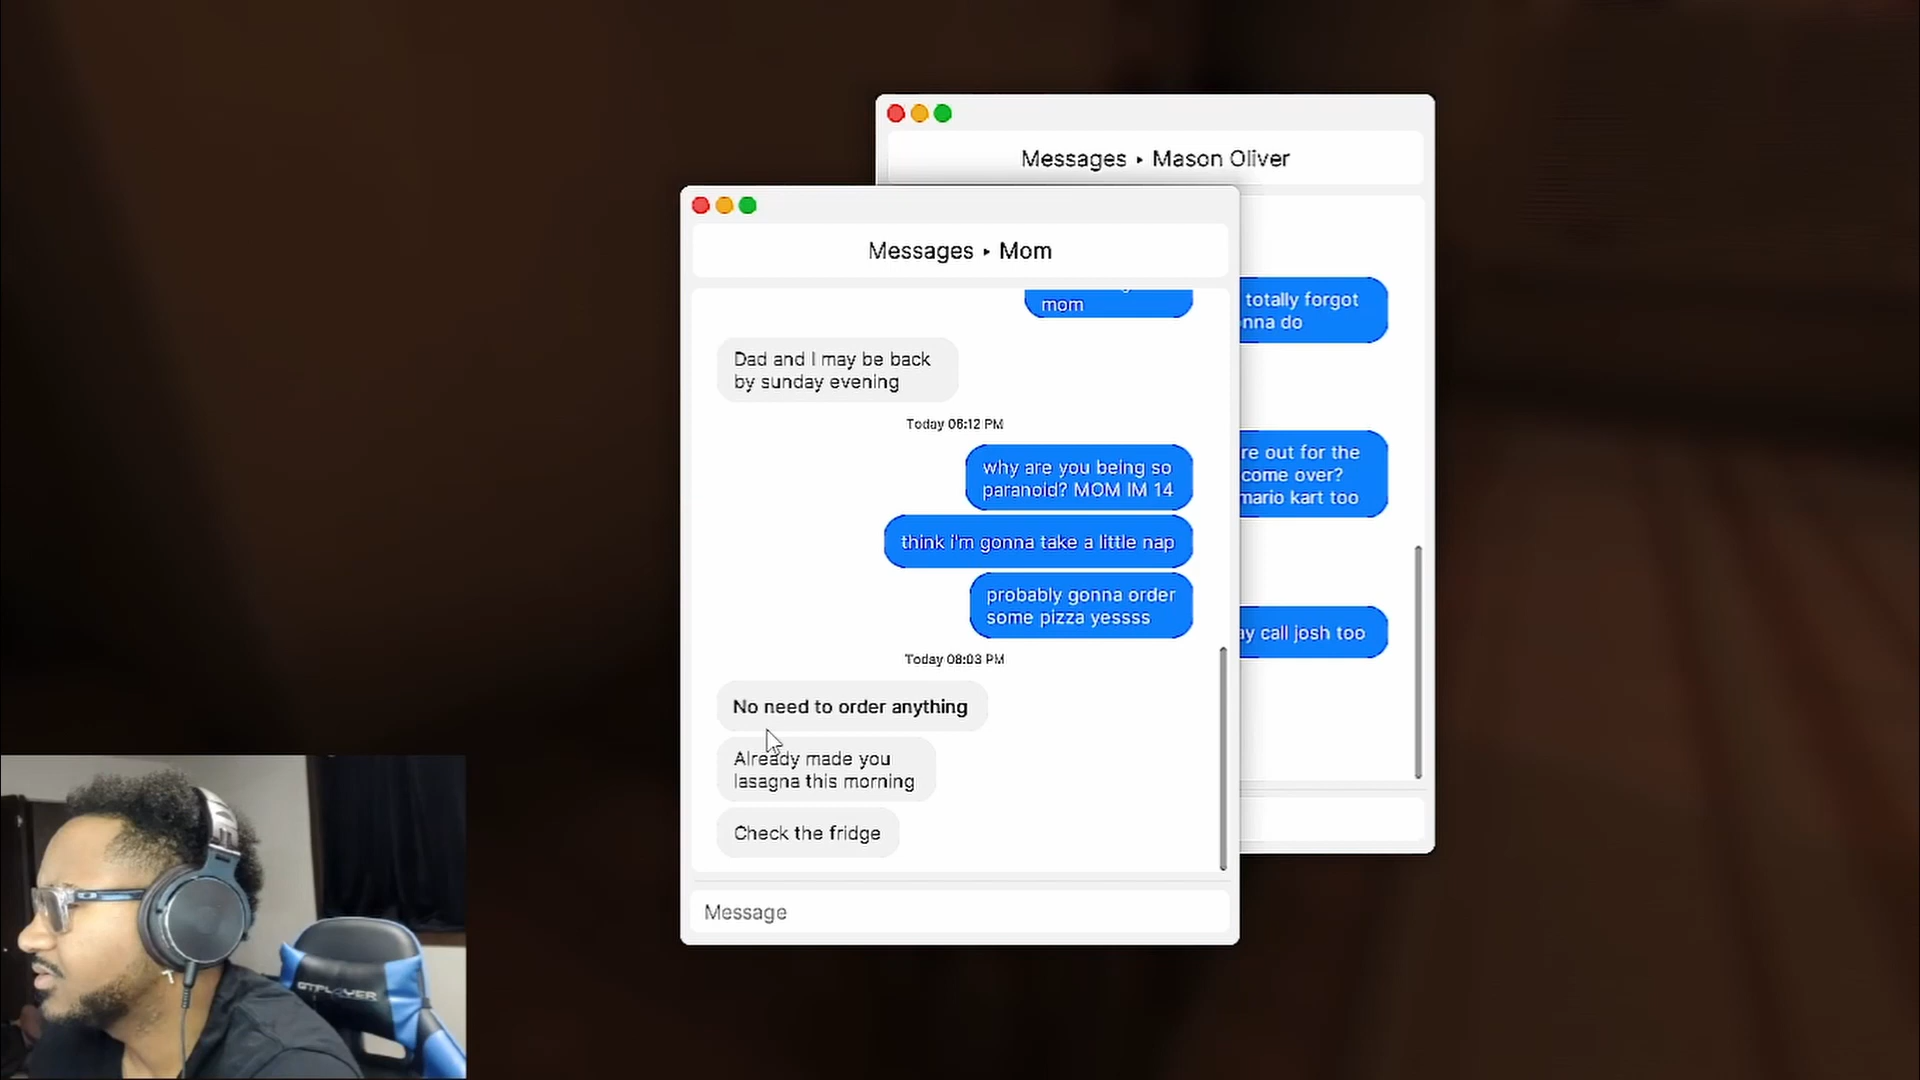 Messages ▸ Mason Oliver
Messages ▸ Mom
mom
Dad and I may be back
by sunday evening
Today 06:12 PM
why are you being so
paranoid? MOM IM 14
think i'm gonna take a little nap
probably gonna order
some pizza yessss
Today 08:03 PM
No need to order anything
Already made you
lasagna this morning
Check the fridge
Message
totally forgot
do
out for the
come over?
mario kart too
call josh too
GTPLAYER